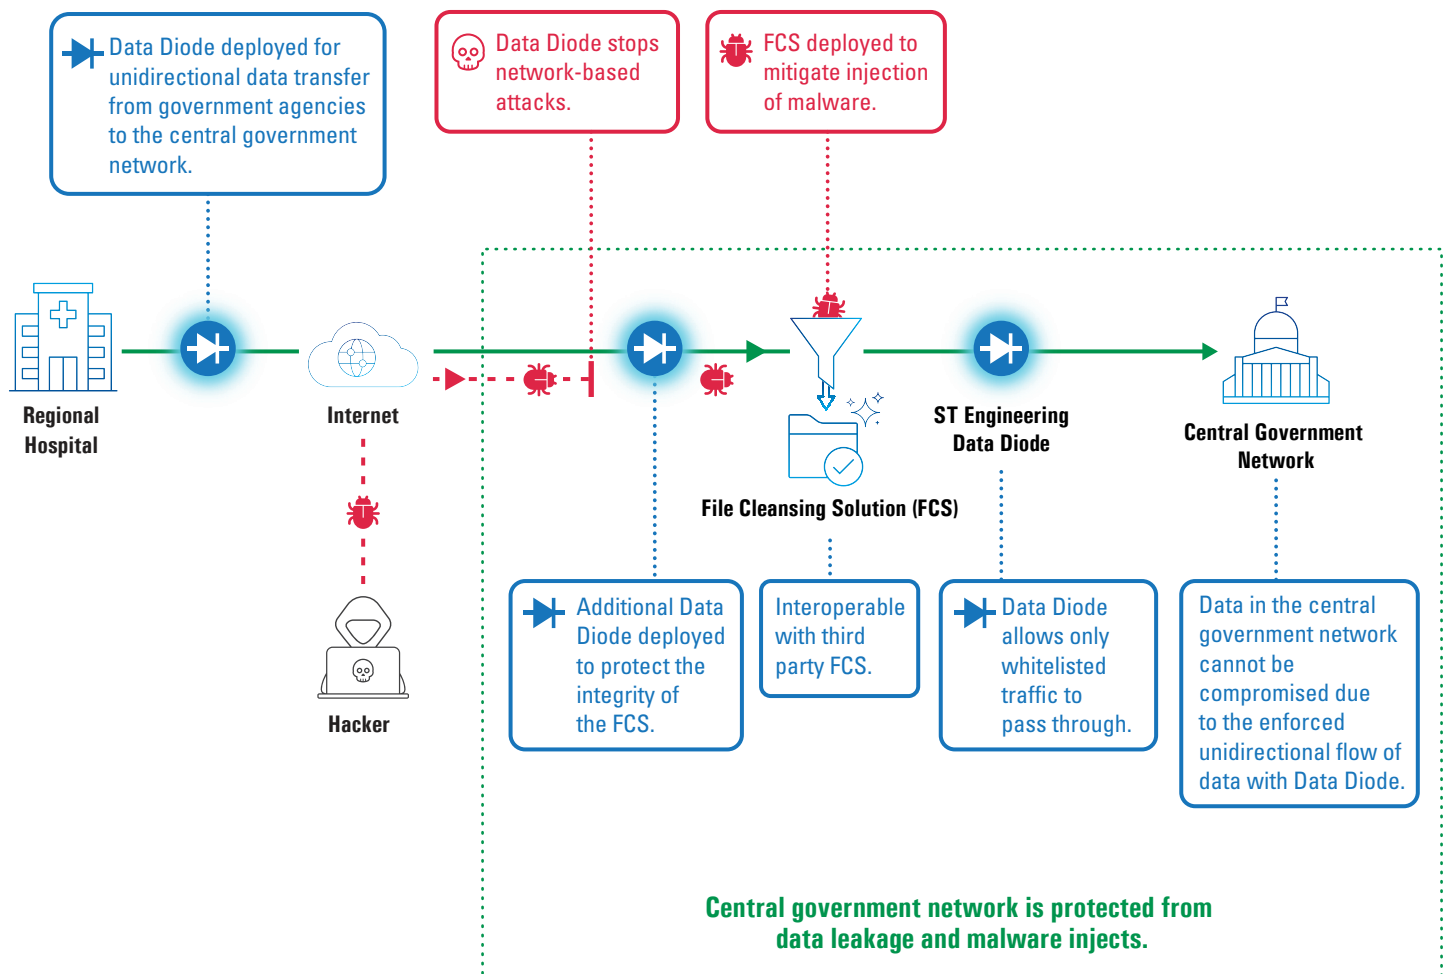 Data Diode deployed for
unidirectional data transfer
from government agencies
to the central government
network.
Data Diode stops
network-based
attacks.
FCS deployed to
mitigate injection
of malware.
Regional
Hospital
Internet
ST Engineering
Data Diode
Central Government
Network
File Cleansing Solution (FCS)
Hacker
Additional Data
Diode deployed
to protect the
integrity of
the FCS.
Interoperable
with third
party FCS.
Data Diode
allows only
whitelisted
traffic to
pass through.
Data in the central
government network
cannot be
compromised due
to the enforced
unidirectional flow of
data with Data Diode.
Central government network is protected from
data leakage and malware injects.